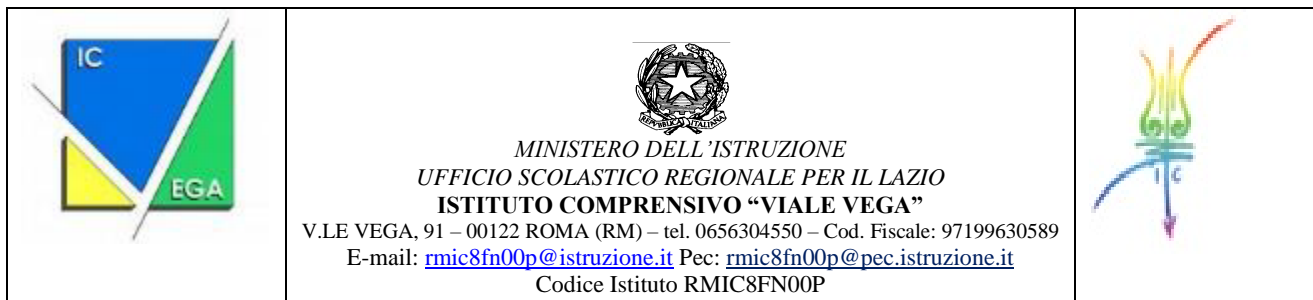 IC
EGA
REPVBBLICA ITALIANA
MINISTERO DELL'ISTRUZIONE
UFFICIO SCOLASTICO REGIONALE PER IL LAZIO
ISTITUTO COMPRENSIVO “VIALE VEGA”
V.LE VEGA, 91 – 00122 ROMA (RM) – tel. 0656304550 – Cod. Fiscale: 97199630589
E-mail: rmic8fn00p@istruzione.it Pec: rmic8fn00p@pec.istruzione.it
Codice Istituto RMIC8FN00P
I C